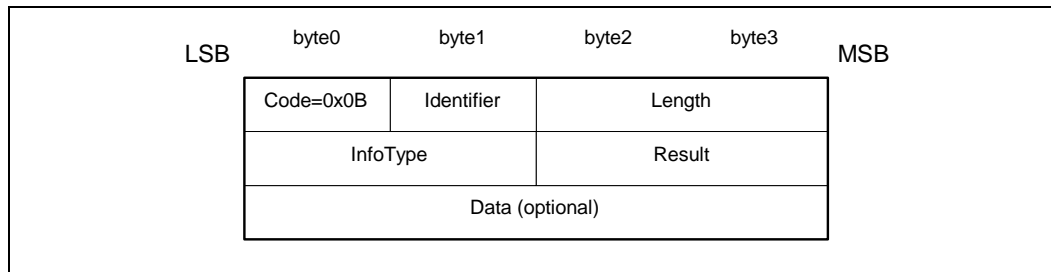 byte0 byte1 byte2 byte3
LSB MSB
Code=0x0B Identifier Length
InfoType Result
Data (optional)